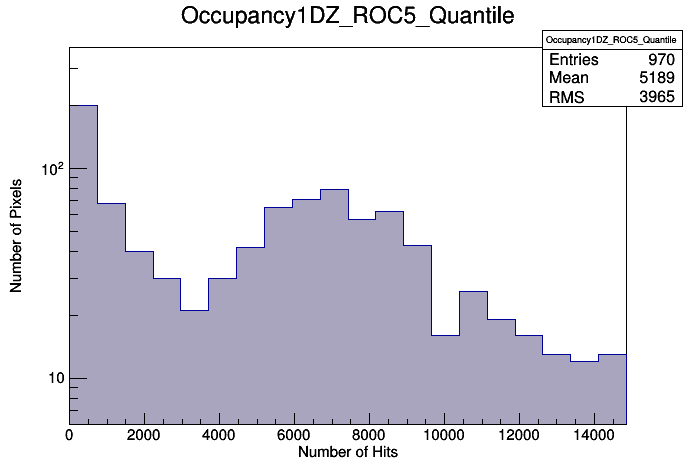 Occupancy1DZ_ROC5_Quantile
Occupancy1DZ_ROC5_Quantile
Entries 970
Mean 5189
RMS 3965
Number of Pixels
10²
10
0 2000 4000 6000 8000 10000 12000 14000
Number of Hits